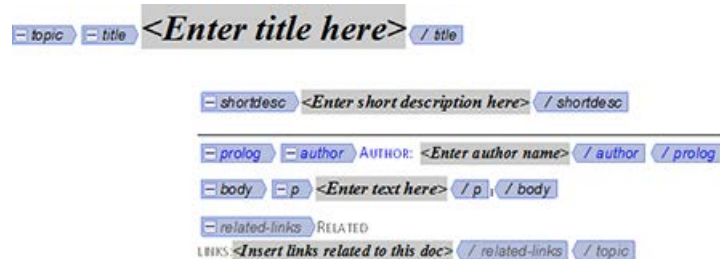 topic title <Enter title here> / title
shortdesc <Enter short description here> / shortdesc
prolog author AUTHOR: <Enter author name> / author / prolog
body p <Enter text here> / p / body
related-links RELATED
LINKS <Insert links related to this doc> / related-links / topic